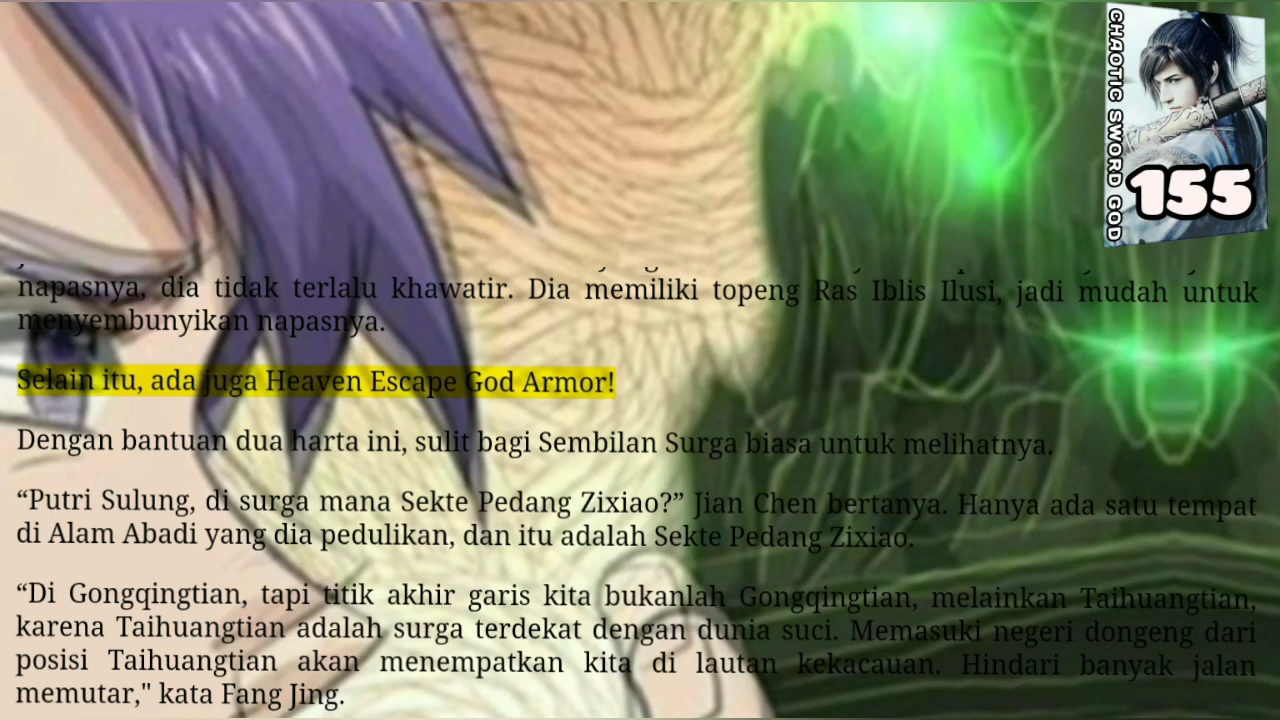 CHAOTIC SWORD GOD
155
napasnya, dia tidak terlalu khawatir. Dia memiliki topeng Ras Iblis Ilusi, jadi mudah untuk
menyembunyikan napasnya.
Selain itu, ada juga Heaven Escape God Armor!
Dengan bantuan dua harta ini, sulit bagi Sembilan Surga biasa untuk melihatnya.
“Putri Sulung, di surga mana Sekte Pedang Zixiao?” Jian Chen bertanya. Hanya ada satu tempat
di Alam Abadi yang dia pedulikan, dan itu adalah Sekte Pedang Zixiao.
“Di Gongqingtian, tapi titik akhir garis kita bukanlah Gongqingtian, melainkan Taihuangtian,
karena Taihuangtian adalah surga terdekat dengan dunia suci. Memasuki negeri dongeng dari
posisi Taihuangtian akan menempatkan kita di lautan kekacauan. Hindari banyak jalan
memutar," kata Fang Jing.